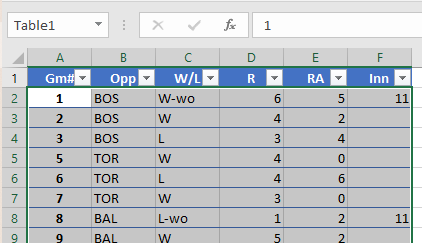 Table1 fx 1
A B C D E F
1 Gm# Opp W/L R RA Inn
2 1 BOS W-wo 6 5 11
3 2 BOS W 4 2
4 3 BOS L 3 4
5 5 TOR W 4 0
6 6 TOR L 4 6
7 7 TOR W 3 0
8 8 BAL L-wo 1 2 11
9 9 BAL W 5 2